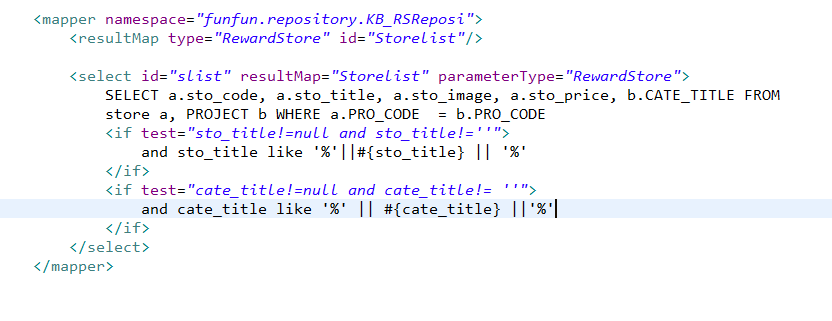 <mapper namespace="funfun.repository.KB_RSReposi">
<resultMap type="RewardStore" id="Storelist"/>
<select id="slist" resultMap="Storelist" parameterType="RewardStore">
SELECT a.sto_code, a.sto_title, a.sto_image, a.sto_price, b.CATE_TITLE FROM
store a, PROJECT b WHERE a.PRO_CODE  = b.PRO_CODE
<if test="sto_title!=null and sto_title!=''">
and sto_title like '%'||#{sto_title} || '%'
</if>
<if test="cate_title!=null and cate_title!= ''">
and cate_title like '%' || #{cate_title} ||'%'
</if>
</select>
</mapper>